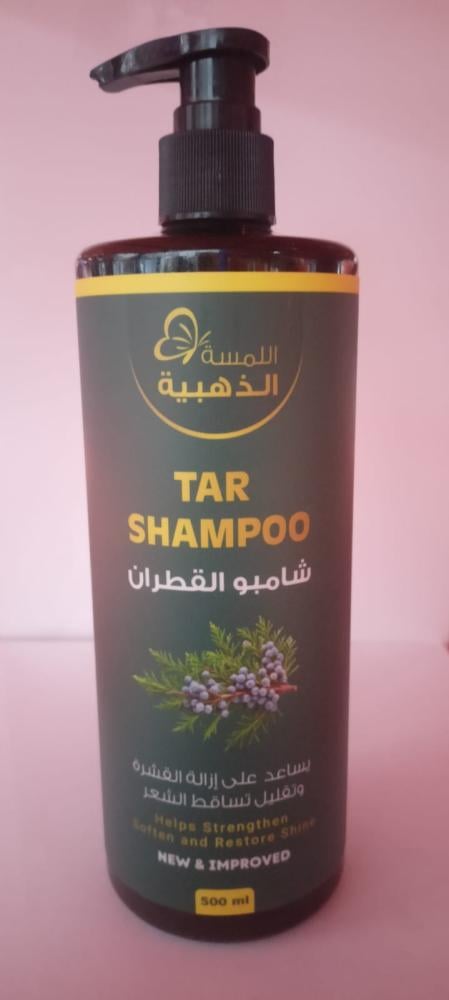 اللمسة
الذهبية
TAR
SHAMPOO
شامبو القطران
يساعد على إزالة القشرة
وتقليل تساقط الشعر
Helps Strengthen
Soften and Restore Shine
NEW & IMPROVED
500 ml